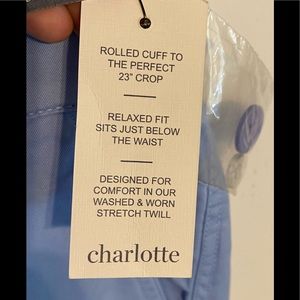 ROLLED CUFF TO
THE PERFECT
23" CROP
RELAXED FIT
SITS JUST BELOW
THE WAIST
DESIGNED FOR
COMFORT IN OUR
WASHED & WORN
STRETCH TWILL
charlotte